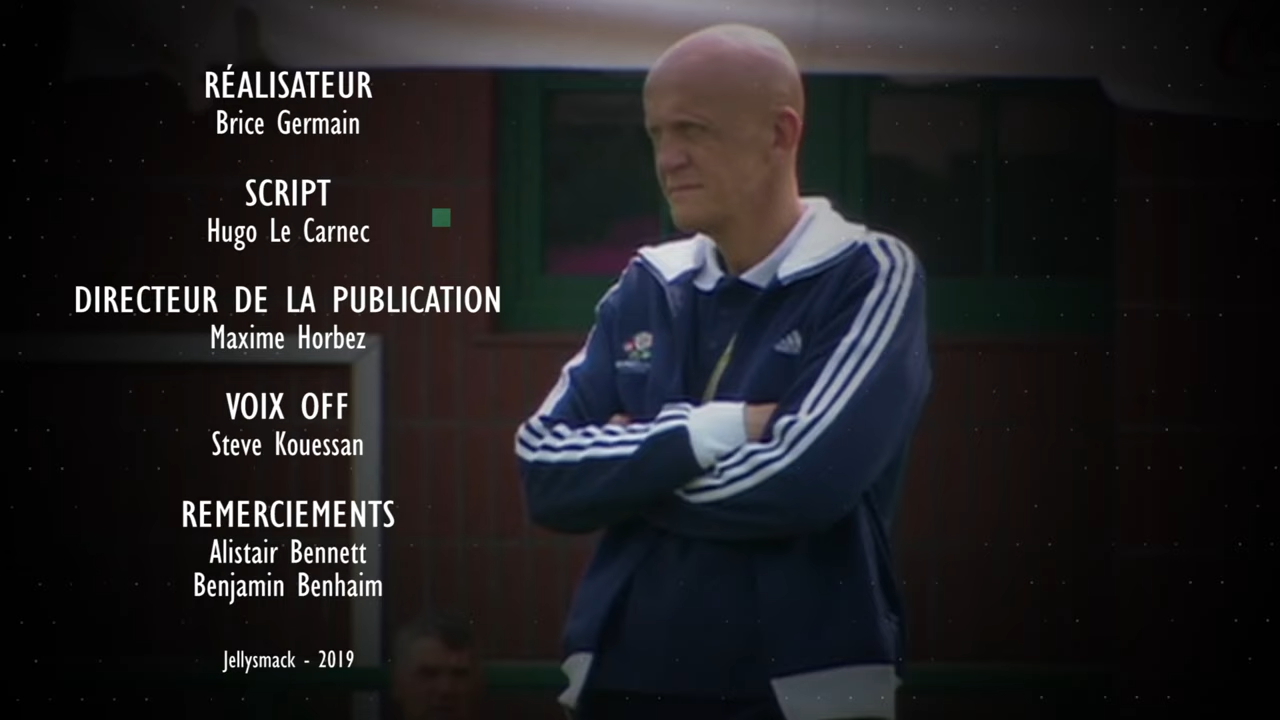 RÉALISATEUR
Brice Germain
SCRIPT
Hugo Le Carnec
DIRECTEUR DE LA PUBLICATION
Maxime Horbez
VOIX OFF
Steve Kouessan
REMERCIEMENTS
Alistair Bennett
Benjamin Benhaim
Jellysmack - 2019
adidas